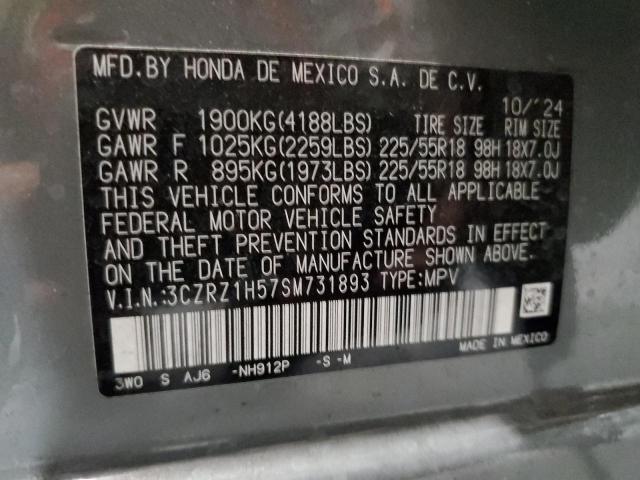 MFD.BY HONDA DE MEXICO S.A. DE C.V.
10/'24
GVWR 1900KG(4188LBS) TIRE SIZE RIM SIZE
GAWR F 1025KG(2259LBS) 225/55R18 98H 18X7.0J
GAWR R 895KG(1973LBS) 225/55R18 98H 18X7.0J
THIS VEHICLE CONFORMS TO ALL APPLICABLE
FEDERAL MOTOR VEHICLE SAFETY
AND THEFT PREVENTION STANDARDS IN EFFECT
ON THE DATE OF MANUFACTURE SHOWN ABOVE.
V.I.N.:3CZRZ1H57SM731893 TYPE:MPV
MADE IN MEXICO
3W0 S AJ6 -NH912P -S -M